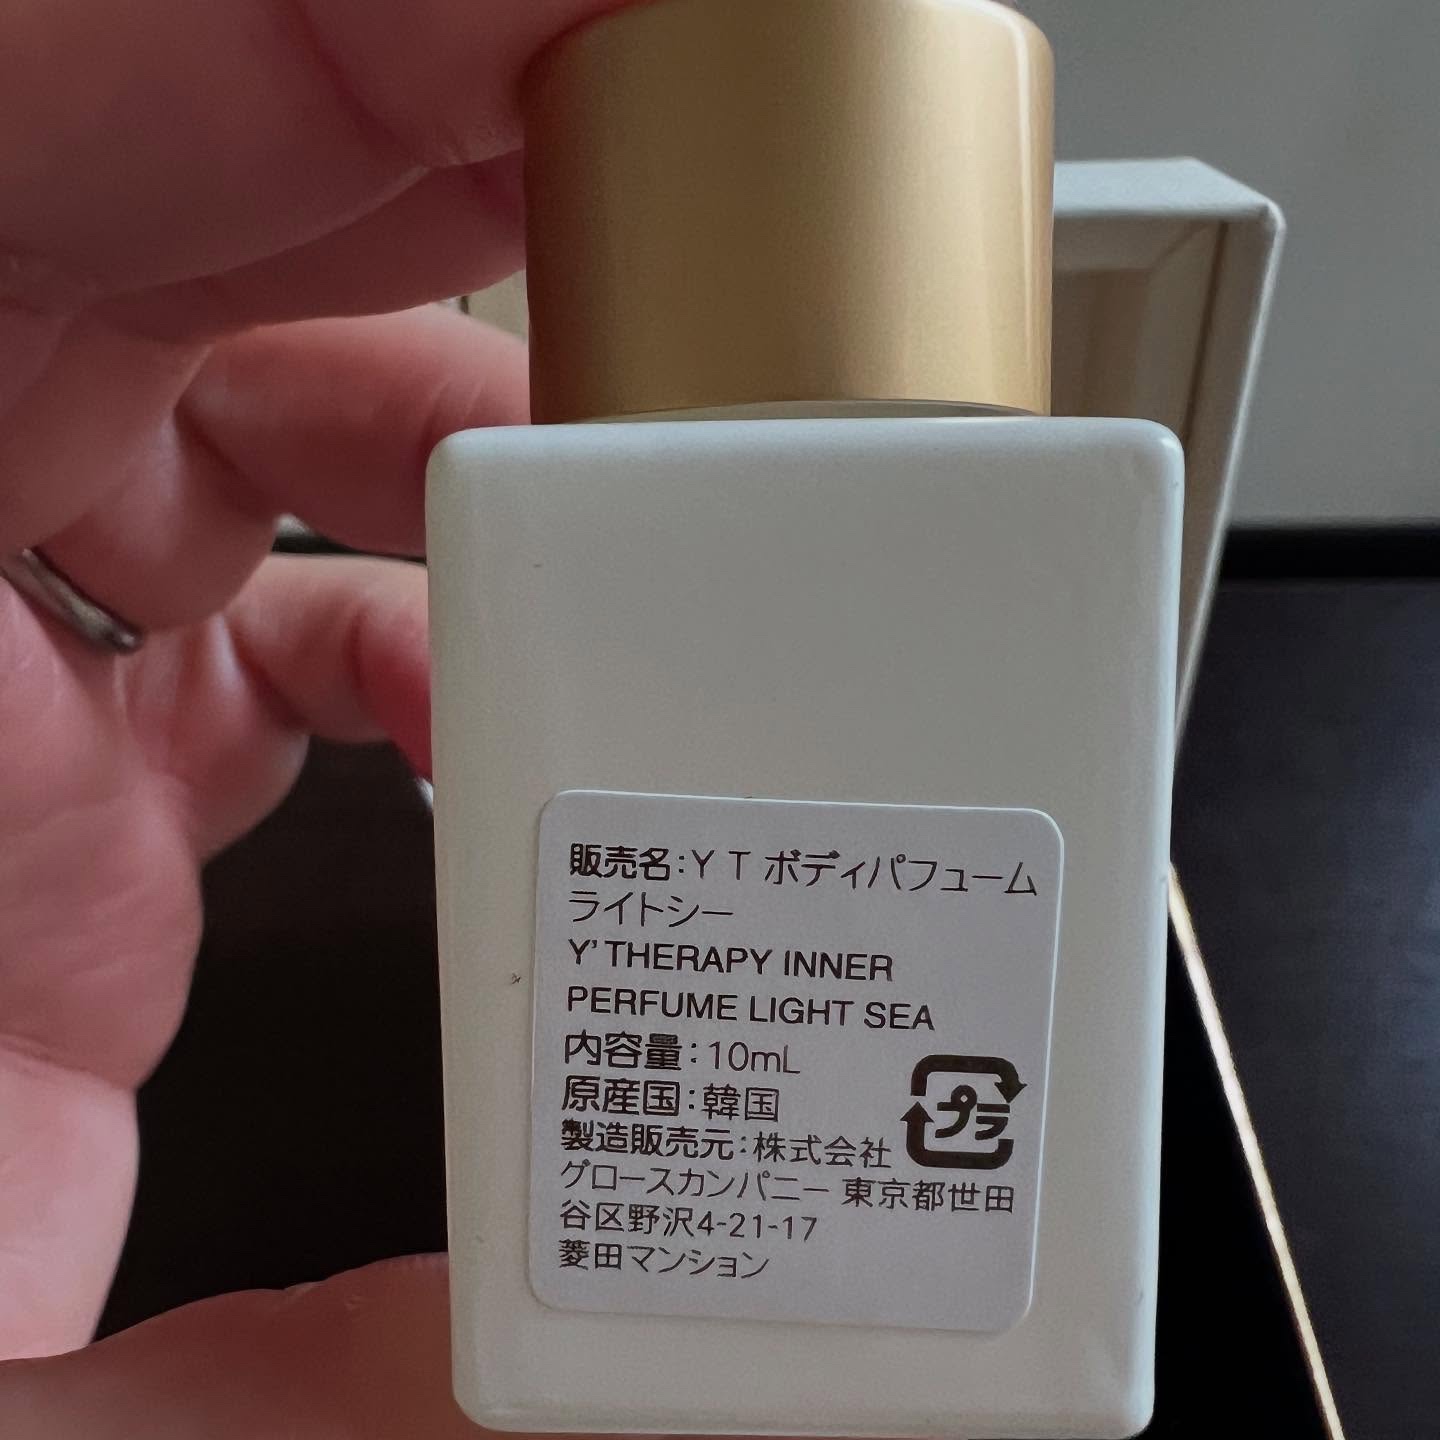 販売名:Y T ボディパフューム
ライトシー
Y' THERAPY INNER
PERFUME LIGHT SEA
内容量:10mL
原産国:韓国
プラ
製造販売元:株式会社
グロースカンパニー 東京都世田
谷区野沢4-21-17
菱田マンション